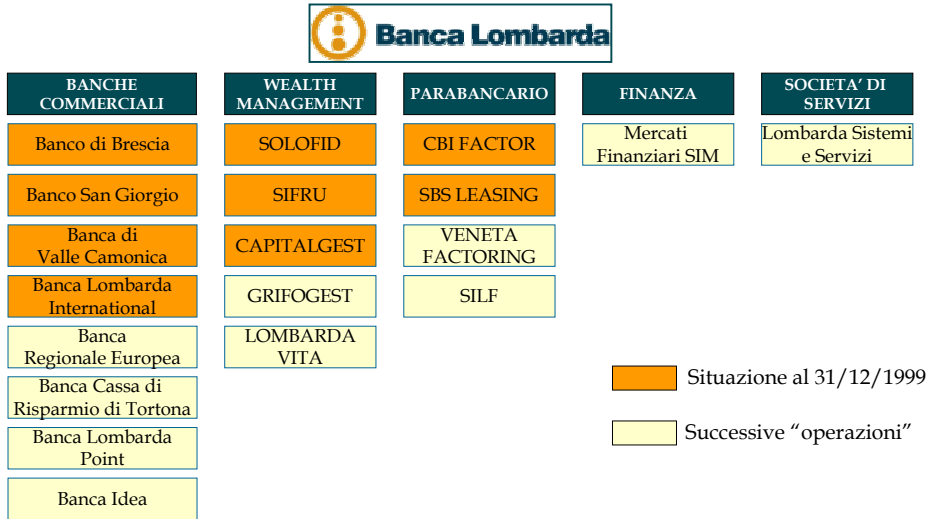 Banca Lombarda
BANCHE
COMMERCIALI
Banco di Brescia
Banco San Giorgio
Banca di
Valle Camonica
Banca Lombarda
International
Banca
Regionale Europea
Banca Cassa di
Risparmio di Tortona
Banca Lombarda
Point
Banca Idea
WEALTH
MANAGEMENT
SOLOFID
SIFRU
CAPITALGEST
GRIFOGEST
LOMBARDA
VITA
PARABANCARIO
CBI FACTOR
SBS LEASING
VENETA
FACTORING
SILF
FINANZA
Mercati
Finanziari SIM
SOCIETA’ DI
SERVIZI
Lombarda Sistemi
e Servizi
Situazione al 31/12/1999
Successive “operazioni”